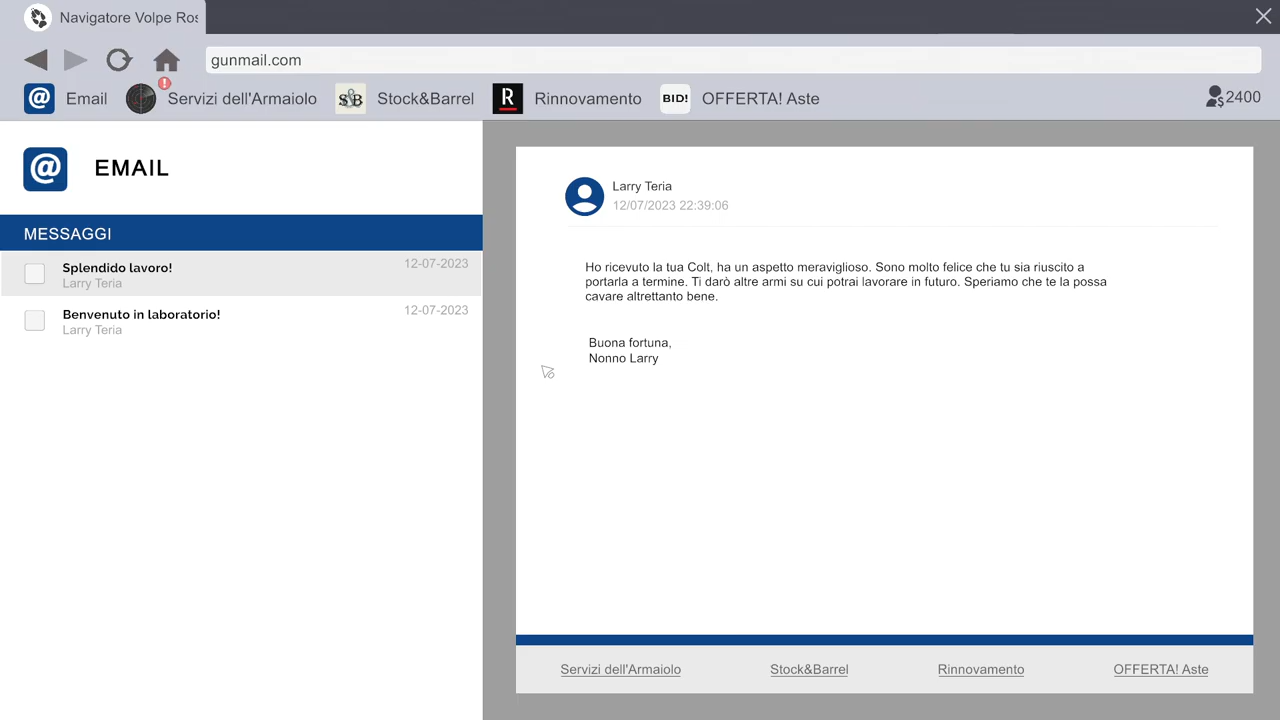 Navigatore Volpe Ros
gunmail.com
@ Email Servizi dell'Armaiolo S&B Stock&Barrel R Rinnovamento BID! OFFERTA! Aste 2400
@ EMAIL
MESSAGGI
Splendido lavoro! 12-07-2023
Larry Teria
Benvenuto in laboratorio! 12-07-2023
Larry Teria
Larry Teria
12/07/2023 22:39:06
Ho ricevuto la tua Colt, ha un aspetto meraviglioso. Sono molto felice che tu sia riuscito a
portarla a termine. Ti darò altre armi su cui potrai lavorare in futuro. Speriamo che te la possa
cavare altrettanto bene.
Buona fortuna,
Nonno Larry
Servizi dell'Armaiolo Stock&Barrel Rinnovamento OFFERTA! Aste